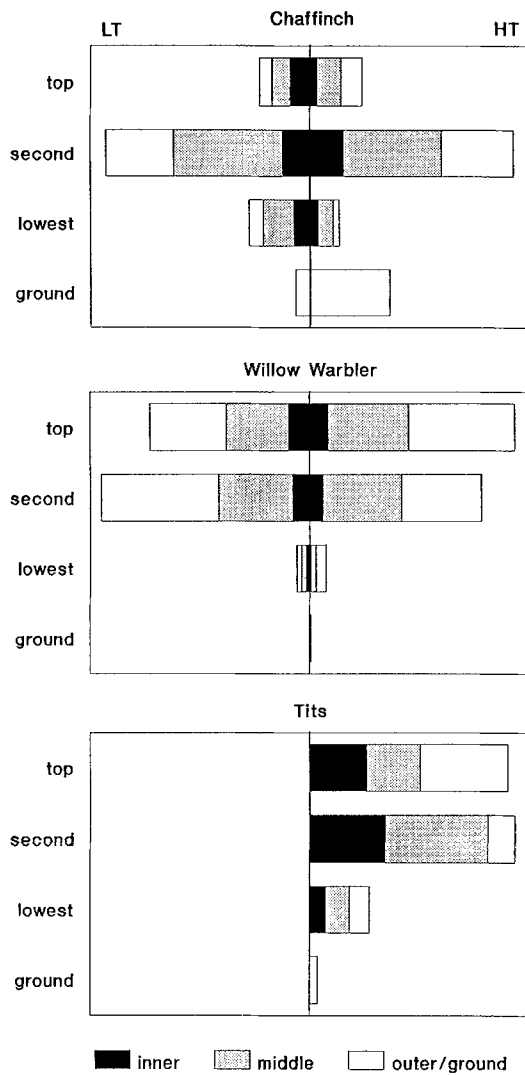 Chaffinch
LT HT
top
second
lowest
ground
Willow Warbler
top
second
lowest
ground
Tits
top
second
lowest
ground
inner middle outer/ground